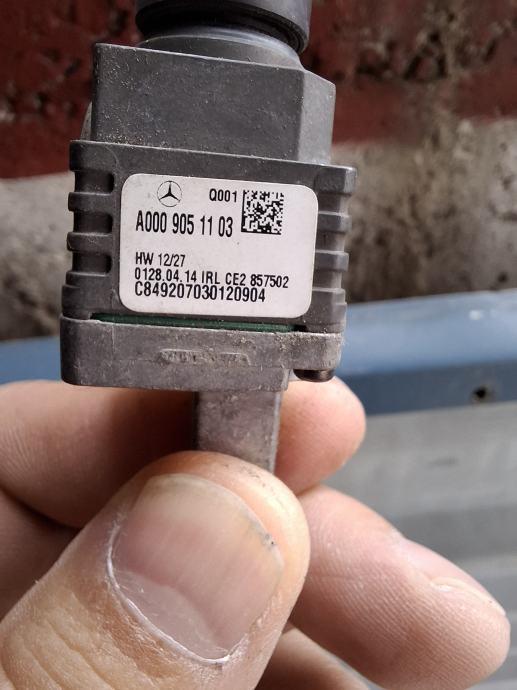 Q001
A000 905 11 03
HW 12/27
0128.04.14 IRL CE2 857502
C849207030120904